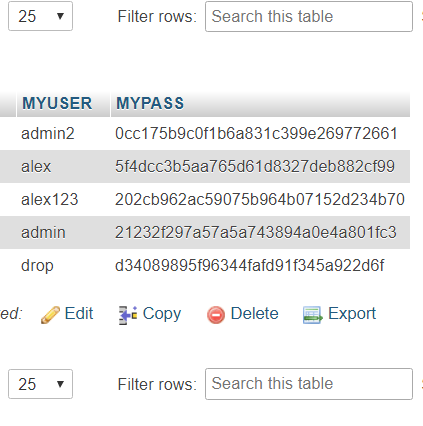 25 Filter rows: Search this table
MYUSER MYPASS
admin2 0cc175b9c0f1b6a831c399e269772661
alex 5f4dcc3b5aa765d61d8327deb882cf99
alex123 202cb962ac59075b964b07152d234b70
admin 21232f297a57a5a743894a0e4a801fc3
drop d34089895f96344fafd91f345a922d6f
ed: Edit Copy Delete Export
25 Filter rows: Search this table